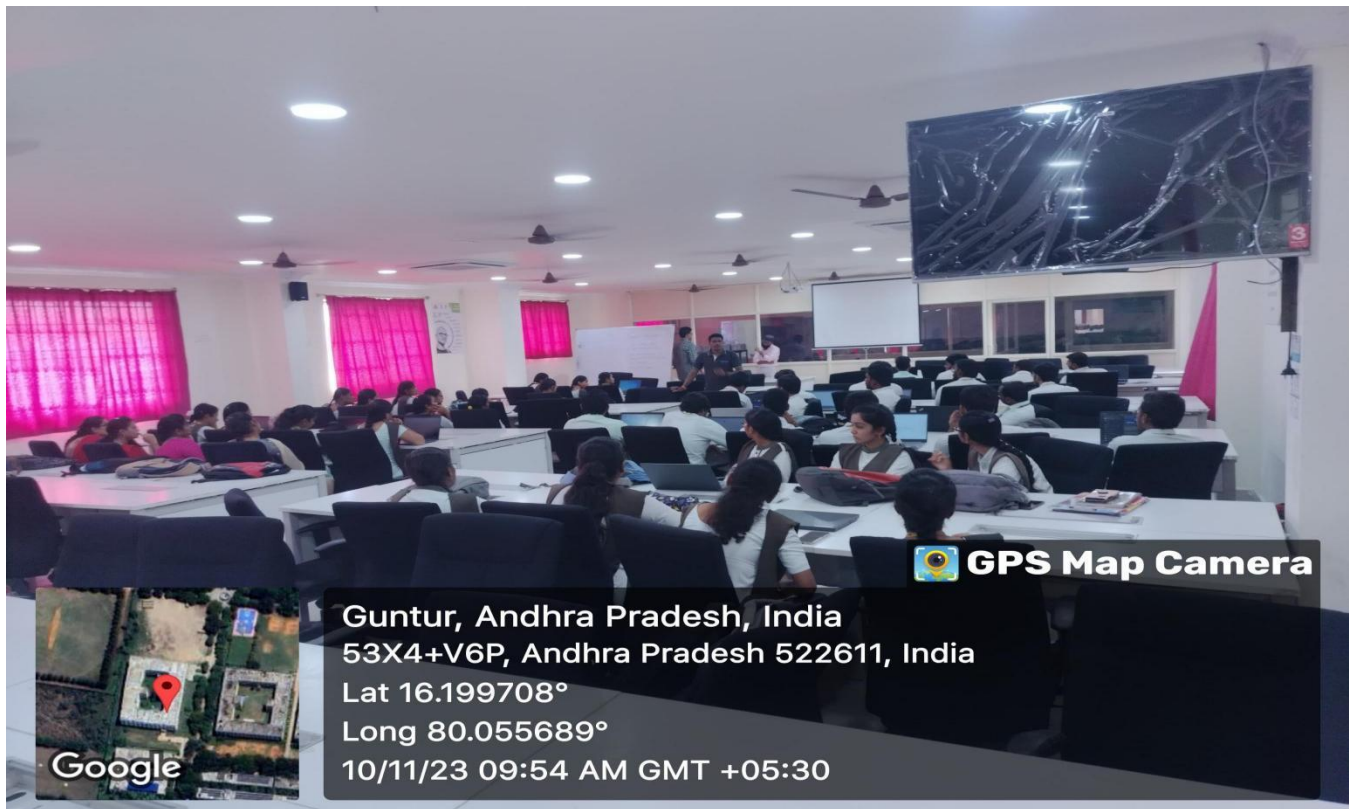 3
GPS Map Camera
Guntur, Andhra Pradesh, India
53X4+V6P, Andhra Pradesh 522611, India
Lat 16.199708°
Long 80.055689°
10/11/23 09:54 AM GMT +05:30
Google